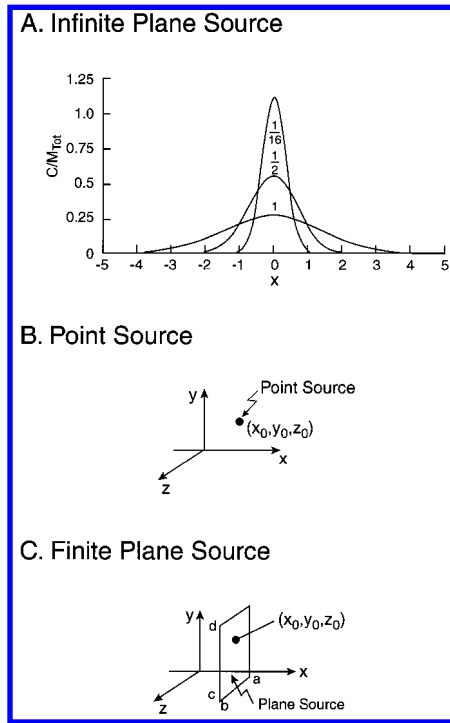 A. Infinite Plane Source
1.25
1.0
0.75
0.5
0.25
0
C/M_Tot
1/16
1/2
1
-5 -4 -3 -2 -1 0 1 2 3 4 5
x
B. Point Source
Point Source
y
(x₀,y₀,z₀)
x
z
C. Finite Plane Source
y
d
(x₀,y₀,z₀)
x
a
c
b
z
Plane Source